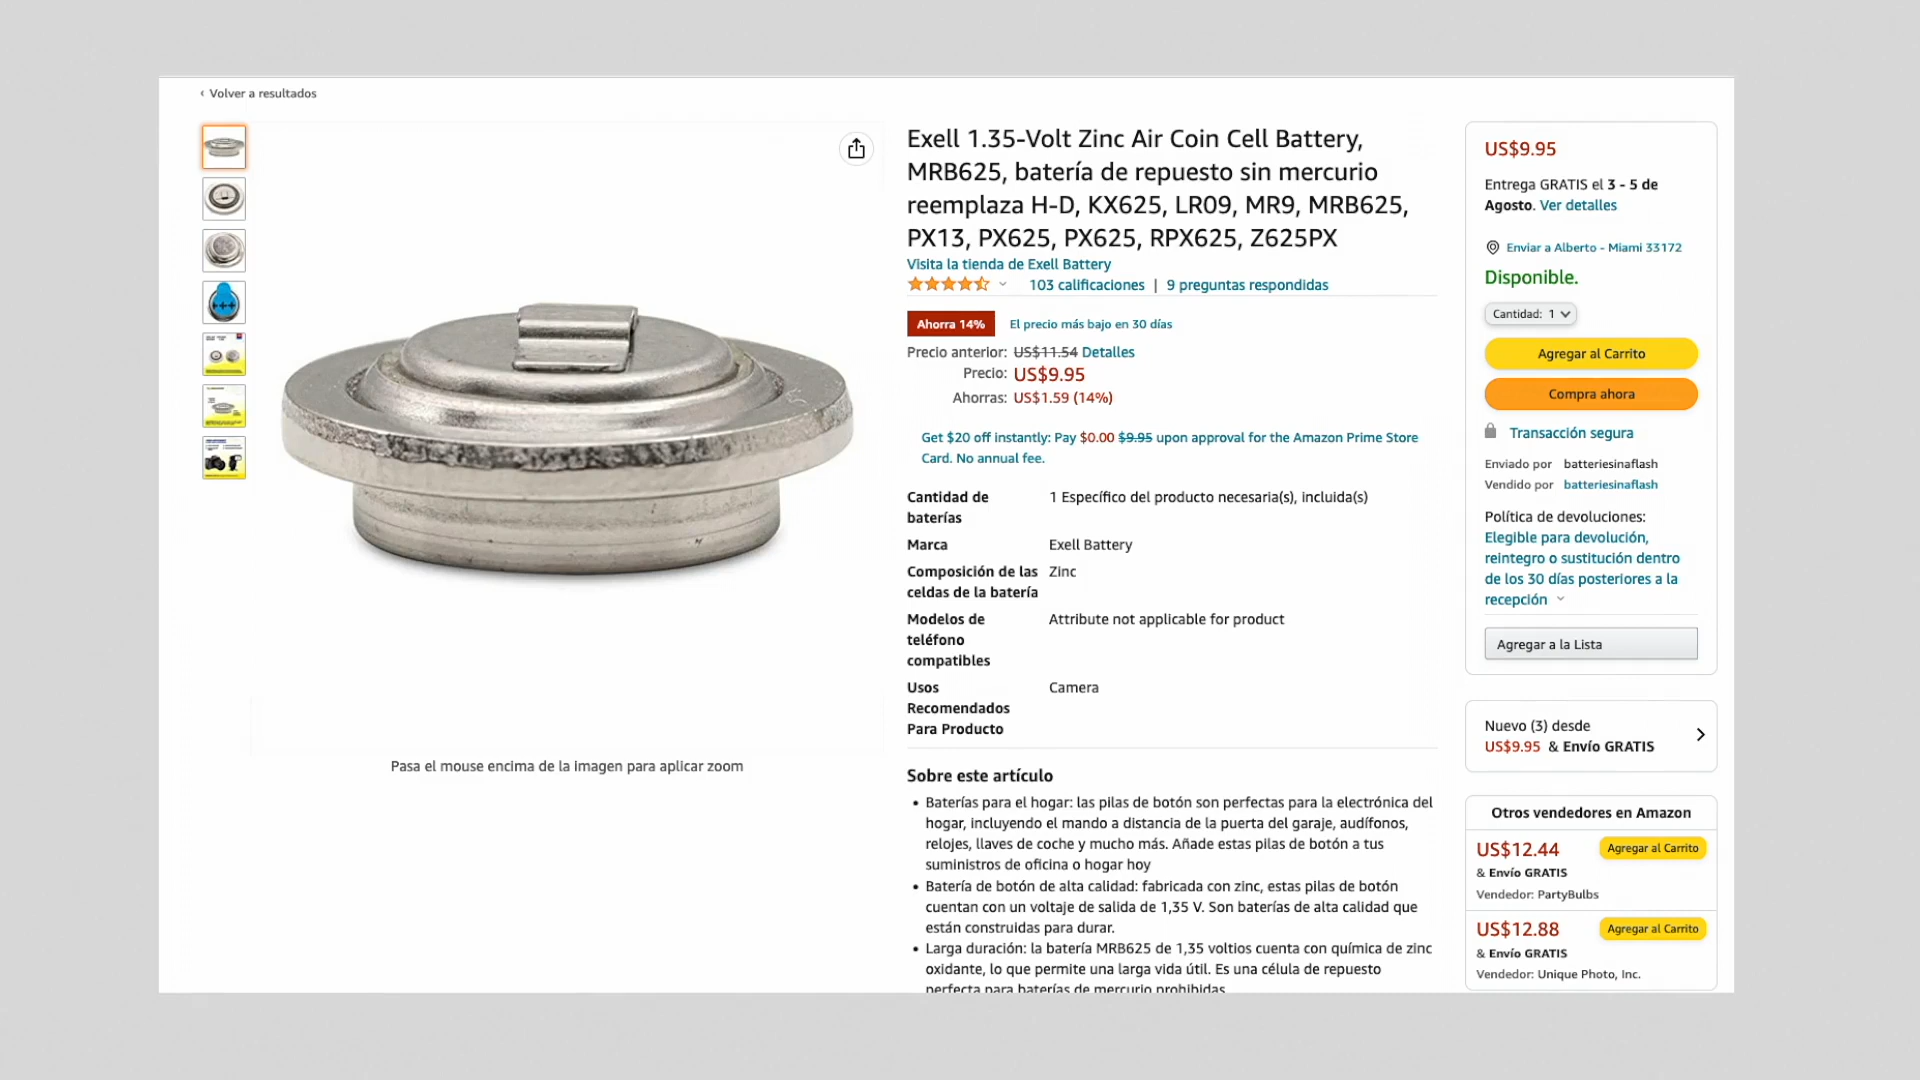 ‹ Volver a resultados
Exell 1.35-Volt Zinc Air Coin Cell Battery,
MRB625, batería de repuesto sin mercurio
reemplaza H-D, KX625, LR09, MR9, MRB625,
PX13, PX625, PX625, RPX625, Z625PX
Visita la tienda de Exell Battery
103 calificaciones | 9 preguntas respondidas
Ahorra 14% El precio más bajo en 30 días
Precio anterior: US$11.54 Detalles
Precio: US$9.95
Ahorras: US$1.59 (14%)
Get $20 off instantly: Pay $0.00 $9.95 upon approval for the Amazon Prime Store
Card. No annual fee.
Cantidad de 1 Específico del producto necesaria(s), incluida(s)
baterías
Marca Exell Battery
Composición de las Zinc
celdas de la batería
Modelos de Attribute not applicable for product
teléfono
compatibles
Usos Camera
Recomendados
Para Producto
Sobre este artículo
• Baterías para el hogar: las pilas de botón son perfectas para la electrónica del
hogar, incluyendo el mando a distancia de la puerta del garaje, audífonos,
relojes, llaves de coche y mucho más. Añade estas pilas de botón a tus
suministros de oficina o hogar hoy
• Batería de botón de alta calidad: fabricada con zinc, estas pilas de botón
cuentan con un voltaje de salida de 1,35 V. Son baterías de alta calidad que
están construidas para durar.
• Larga duración: la batería MRB625 de 1,35 voltios cuenta con química de zinc
oxidante, lo que permite una larga vida útil. Es una célula de repuesto
perfecta para baterías de mercurio prohibidas
Pasa el mouse encima de la imagen para aplicar zoom
US$9.95
Entrega GRATIS el 3 - 5 de
Agosto. Ver detalles
Enviar a Alberto - Miami 33172
Disponible.
Cantidad: 1
Agregar al Carrito
Compra ahora
Transacción segura
Enviado por batteriesinaflash
Vendido por batteriesinaflash
Política de devoluciones:
Elegible para devolución,
reintegro o sustitución dentro
de los 30 días posteriores a la
recepción
Agregar a la Lista
Nuevo (3) desde
US$9.95 & Envío GRATIS
Otros vendedores en Amazon
US$12.44 Agregar al Carrito
& Envío GRATIS
Vendedor: PartyBulbs
US$12.88 Agregar al Carrito
& Envío GRATIS
Vendedor: Unique Photo, Inc.